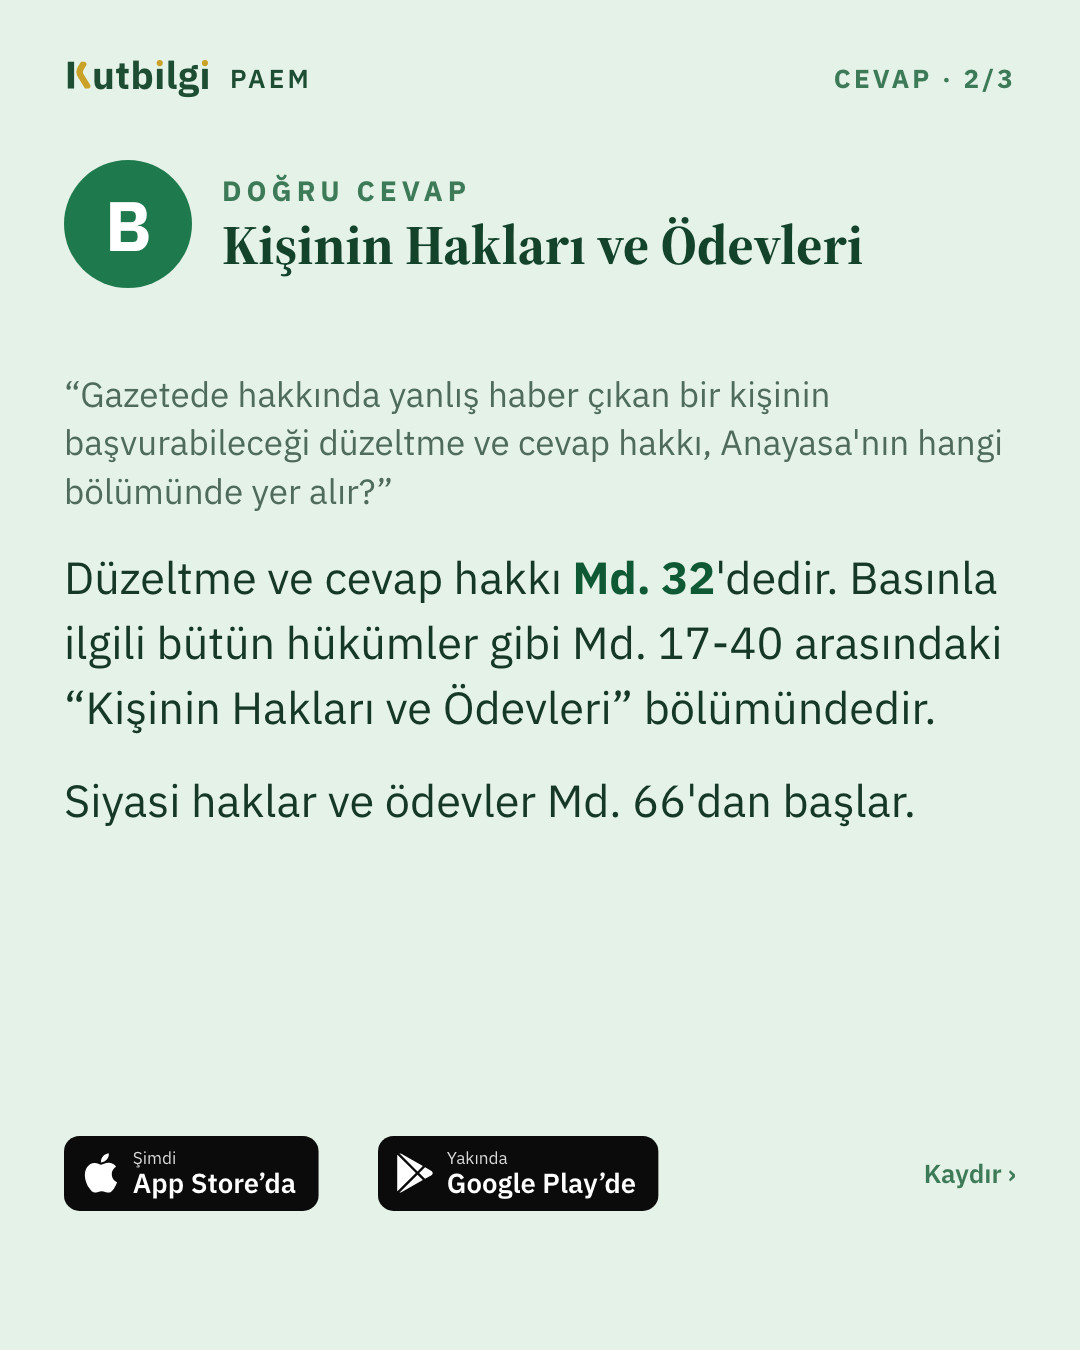 Kutbilgi PAEM
CEVAP · 2/3
B
DOĞRU CEVAP
Kişinin Hakları ve Ödevleri
“Gazetede hakkında yanlış haber çıkan bir kişinin
başvurabileceği düzeltme ve cevap hakkı, Anayasa'nın hangi
bölümünde yer alır?”
Düzeltme ve cevap hakkı Md. 32'dedir. Basınla
ilgili bütün hükümler gibi Md. 17-40 arasındaki
“Kişinin Hakları ve Ödevleri” bölümündedir.
Siyasi haklar ve ödevler Md. 66'dan başlar.
Şimdi
App Store’da
Yakında
Google Play’de
Kaydır ›